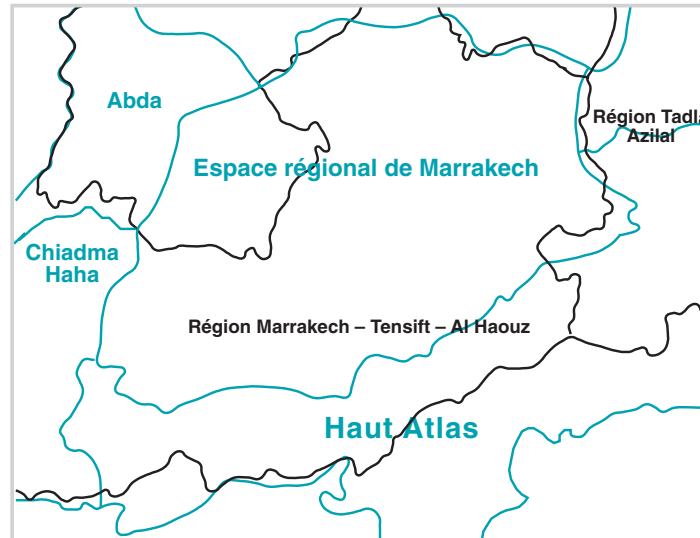 Abda
Région Tadla
Azilal
Espace régional de Marrakech
Chiadma
Haha
Région Marrakech – Tensift – Al Haouz
Haut Atlas